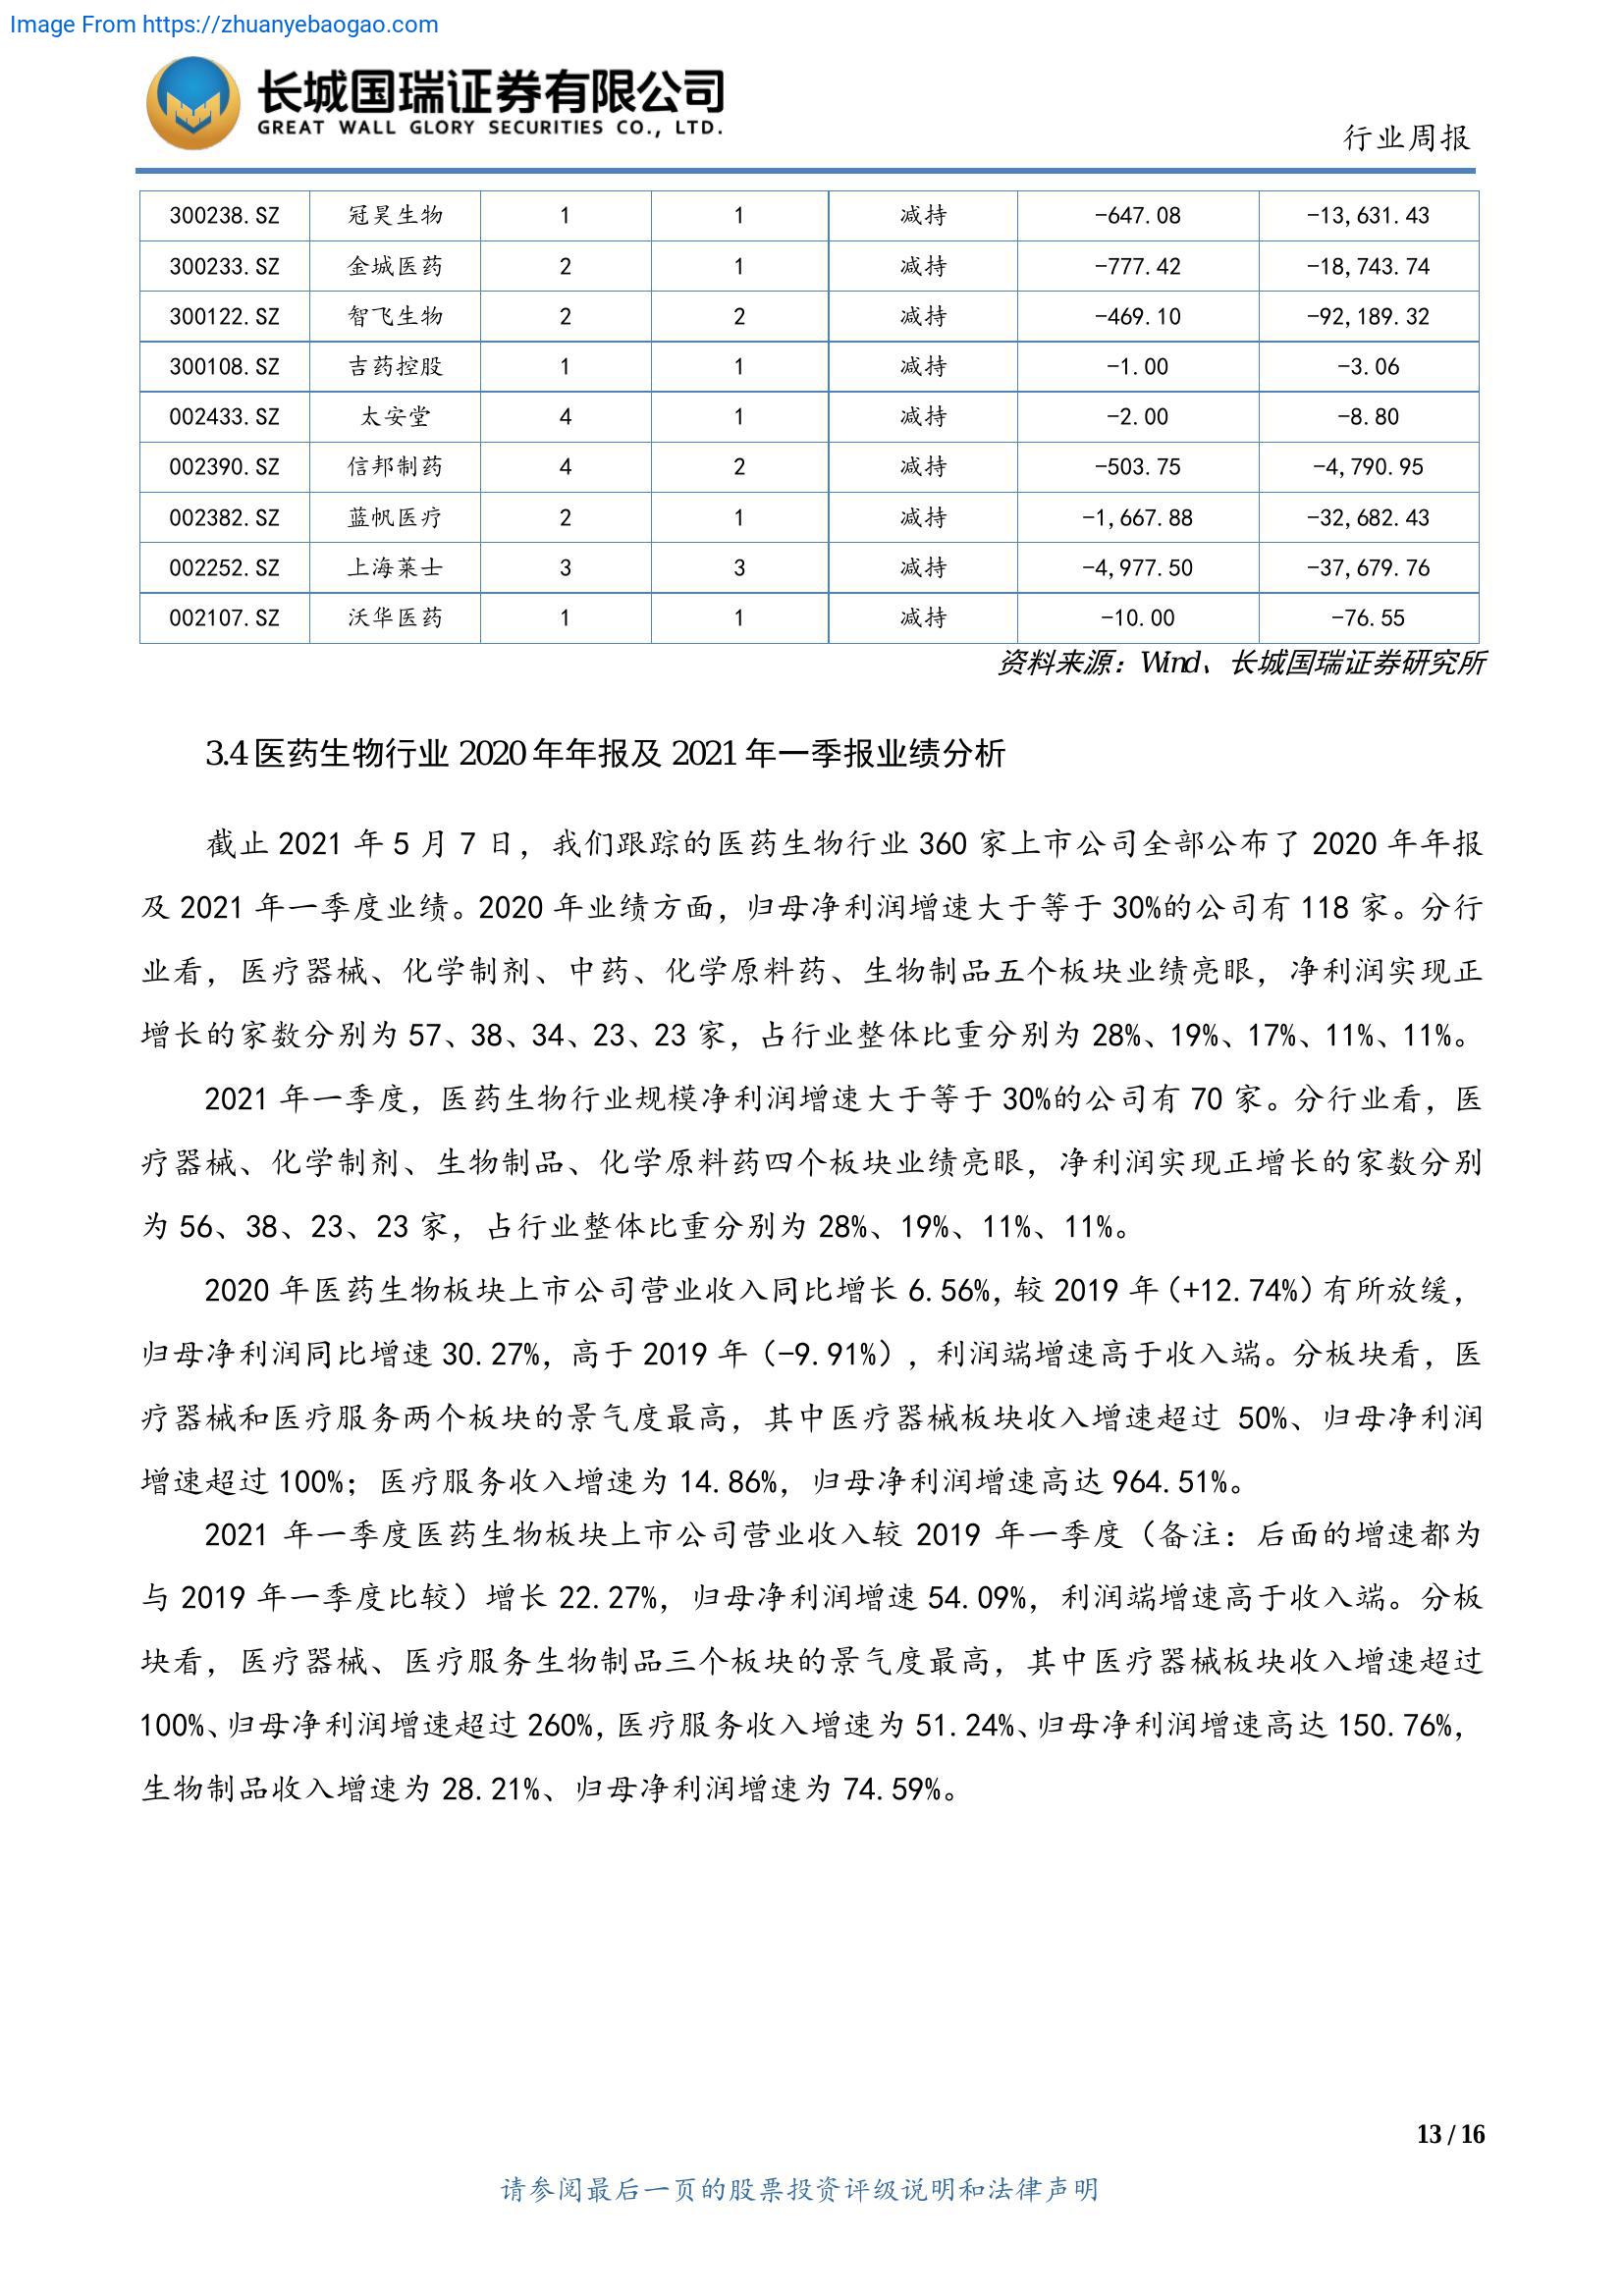 Image From https://zhuanyebaogao.com
长城国瑞证券有限公司
GREAT WALL GLORY SECURITIES CO., LTD.
行业周报
300238.SZ 冠昊生物 1 1 减持 -647.08 -13,631.43
300233.SZ 金城医药 2 1 减持 -777.42 -18,743.74
300122.SZ 智飞生物 2 2 减持 -469.10 -92,189.32
300108.SZ 吉药控股 1 1 减持 -1.00 -3.06
002433.SZ 太安堂 4 1 减持 -2.00 -8.80
002390.SZ 信邦制药 4 2 减持 -503.75 -4,790.95
002382.SZ 蓝帆医疗 2 1 减持 -1,667.88 -32,682.43
002252.SZ 上海莱士 3 3 减持 -4,977.50 -37,679.76
002107.SZ 沃华医药 1 1 减持 -10.00 -76.55
资料来源：Wind、长城国瑞证券研究所
3.4 医药生物行业 2020 年年报及 2021 年一季报业绩分析
截止 2021 年 5 月 7 日，我们跟踪的医药生物行业 360 家上市公司全部公布了 2020 年年报
及 2021 年一季度业绩。2020 年业绩方面，归母净利润增速大于等于 30%的公司有 118 家。分行
业看，医疗器械、化学制剂、中药、化学原料药、生物制品五个板块业绩亮眼，净利润实现正
增长的家数分别为 57、38、34、23、23 家，占行业整体比重分别为 28%、19%、17%、11%、11%。
2021 年一季度，医药生物行业规模净利润增速大于等于 30%的公司有 70 家。分行业看，医
疗器械、化学制剂、生物制品、化学原料药四个板块业绩亮眼，净利润实现正增长的家数分别
为 56、38、23、23 家，占行业整体比重分别为 28%、19%、11%、11%。
2020 年医药生物板块上市公司营业收入同比增长 6.56%，较 2019 年（+12.74%）有所放缓，
归母净利润同比增速 30.27%，高于 2019 年（-9.91%），利润端增速高于收入端。分板块看，医
疗器械和医疗服务两个板块的景气度最高，其中医疗器械板块收入增速超过 50%、归母净利润
增速超过 100%；医疗服务收入增速为 14.86%，归母净利润增速高达 964.51%。
2021 年一季度医药生物板块上市公司营业收入较 2019 年一季度（备注：后面的增速都为
与 2019 年一季度比较）增长 22.27%，归母净利润增速 54.09%，利润端增速高于收入端。分板
块看，医疗器械、医疗服务生物制品三个板块的景气度最高，其中医疗器械板块收入增速超过
100%、归母净利润增速超过 260%，医疗服务收入增速为 51.24%、归母净利润增速高达 150.76%，
生物制品收入增速为 28.21%、归母净利润增速为 74.59%。
13 / 16
请参阅最后一页的股票投资评级说明和法律声明